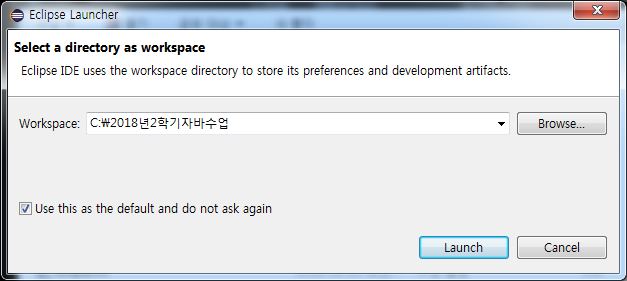 Eclipse Launcher
Select a directory as workspace
Eclipse IDE uses the workspace directory to store its preferences and development artifacts.
Workspace: C:₩2018년2학기자바수업 Browse...
Use this as the default and do not ask again
Launch Cancel